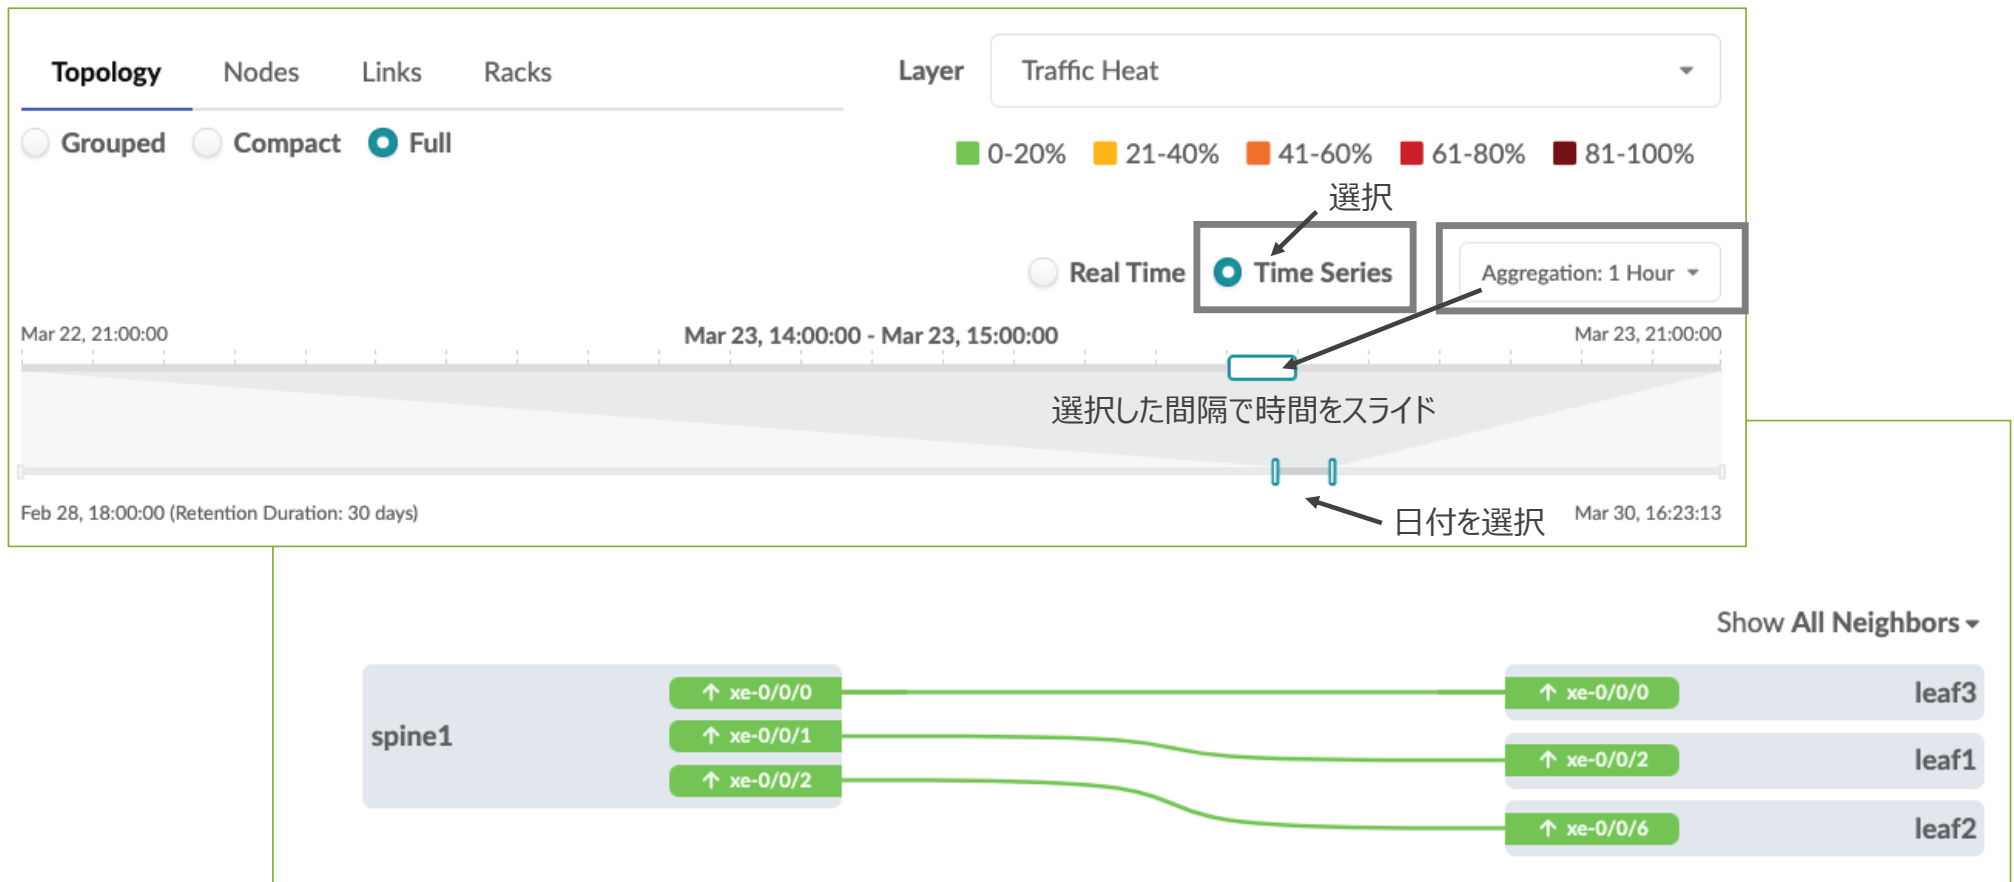 Topology Nodes Links Racks
Layer Traffic Heat
Grouped Compact Full
0-20% 21-40% 41-60% 61-80% 81-100%
選択
Real Time Time Series Aggregation: 1 Hour
Mar 22, 21:00:00 Mar 23, 14:00:00 - Mar 23, 15:00:00 Mar 23, 21:00:00
選択した間隔で時間をスライド
Feb 28, 18:00:00 (Retention Duration: 30 days) 日付を選択 Mar 30, 16:23:13
Show All Neighbors
spine1
xe-0/0/0
xe-0/0/1
xe-0/0/2
xe-0/0/0 leaf3
xe-0/0/2 leaf1
xe-0/0/6 leaf2